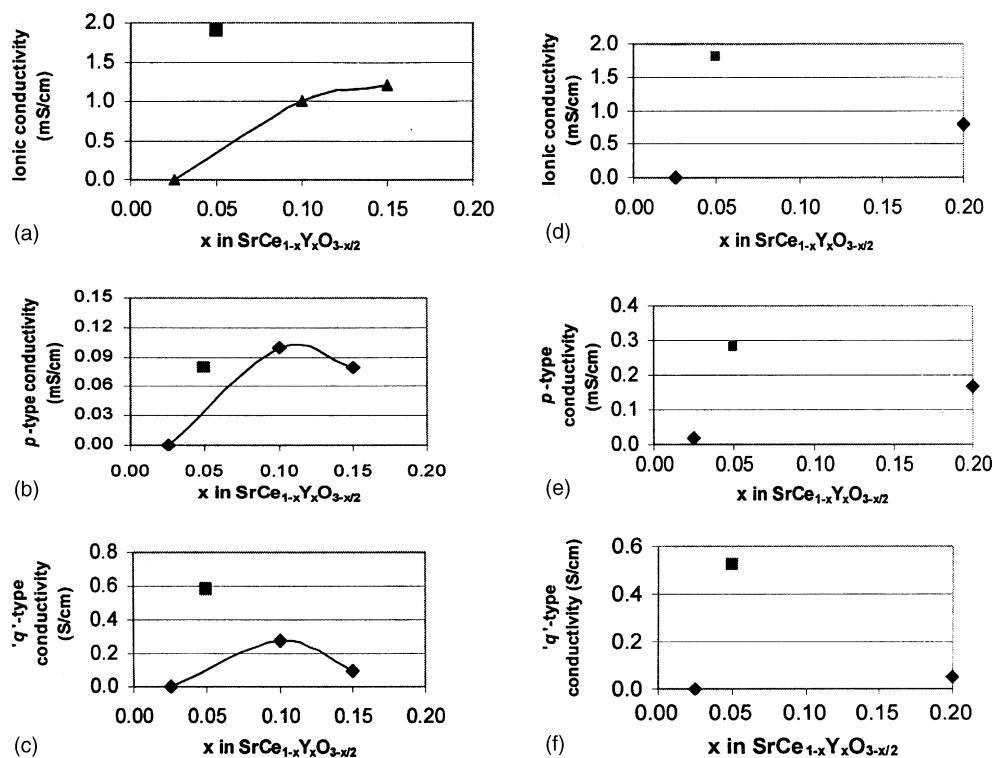 Ionic conductivity
(mS/cm)
2.0
1.5
1.0
0.5
0.0
0.00 0.05 0.10 0.15 0.20
(a)
x in SrCe1-xYxO3-x/2
p-type conductivity
(mS/cm)
0.15
0.12
0.09
0.06
0.03
0.00
0.00 0.05 0.10 0.15 0.20
(b)
x in SrCe1-xYxO3-x/2
'q'-type
conductivity
(S/cm)
0.8
0.6
0.4
0.2
0.0
0.00 0.05 0.10 0.15 0.20
(c)
x in SrCe1-xYxO3-x/2
Ionic conductivity
(mS/cm)
2.0
1.5
1.0
0.5
0.0
0.00 0.05 0.10 0.15 0.20
(d)
x in SrCe1-xYxO3-x/2
p-type
conductivity
(mS/cm)
0.4
0.3
0.2
0.1
0.0
0.00 0.05 0.10 0.15 0.20
(e)
x in SrCe1-xYxO3-x/2
'q'-type
conductivity (S/cm)
0.6
0.4
0.2
0.0
0.00 0.05 0.10 0.15 0.20
(f)
x in SrCe1-xYxO3-x/2